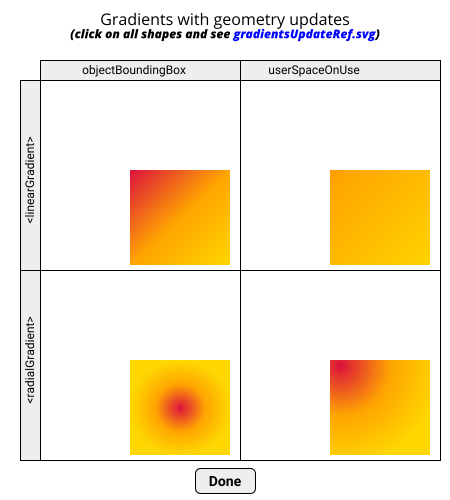 Gradients with geometry updates
(click on all shapes and see gradientsUpdateRef.svg)
objectBoundingBox
userSpaceOnUse
<linearGradient>
<radialGradient>
Done